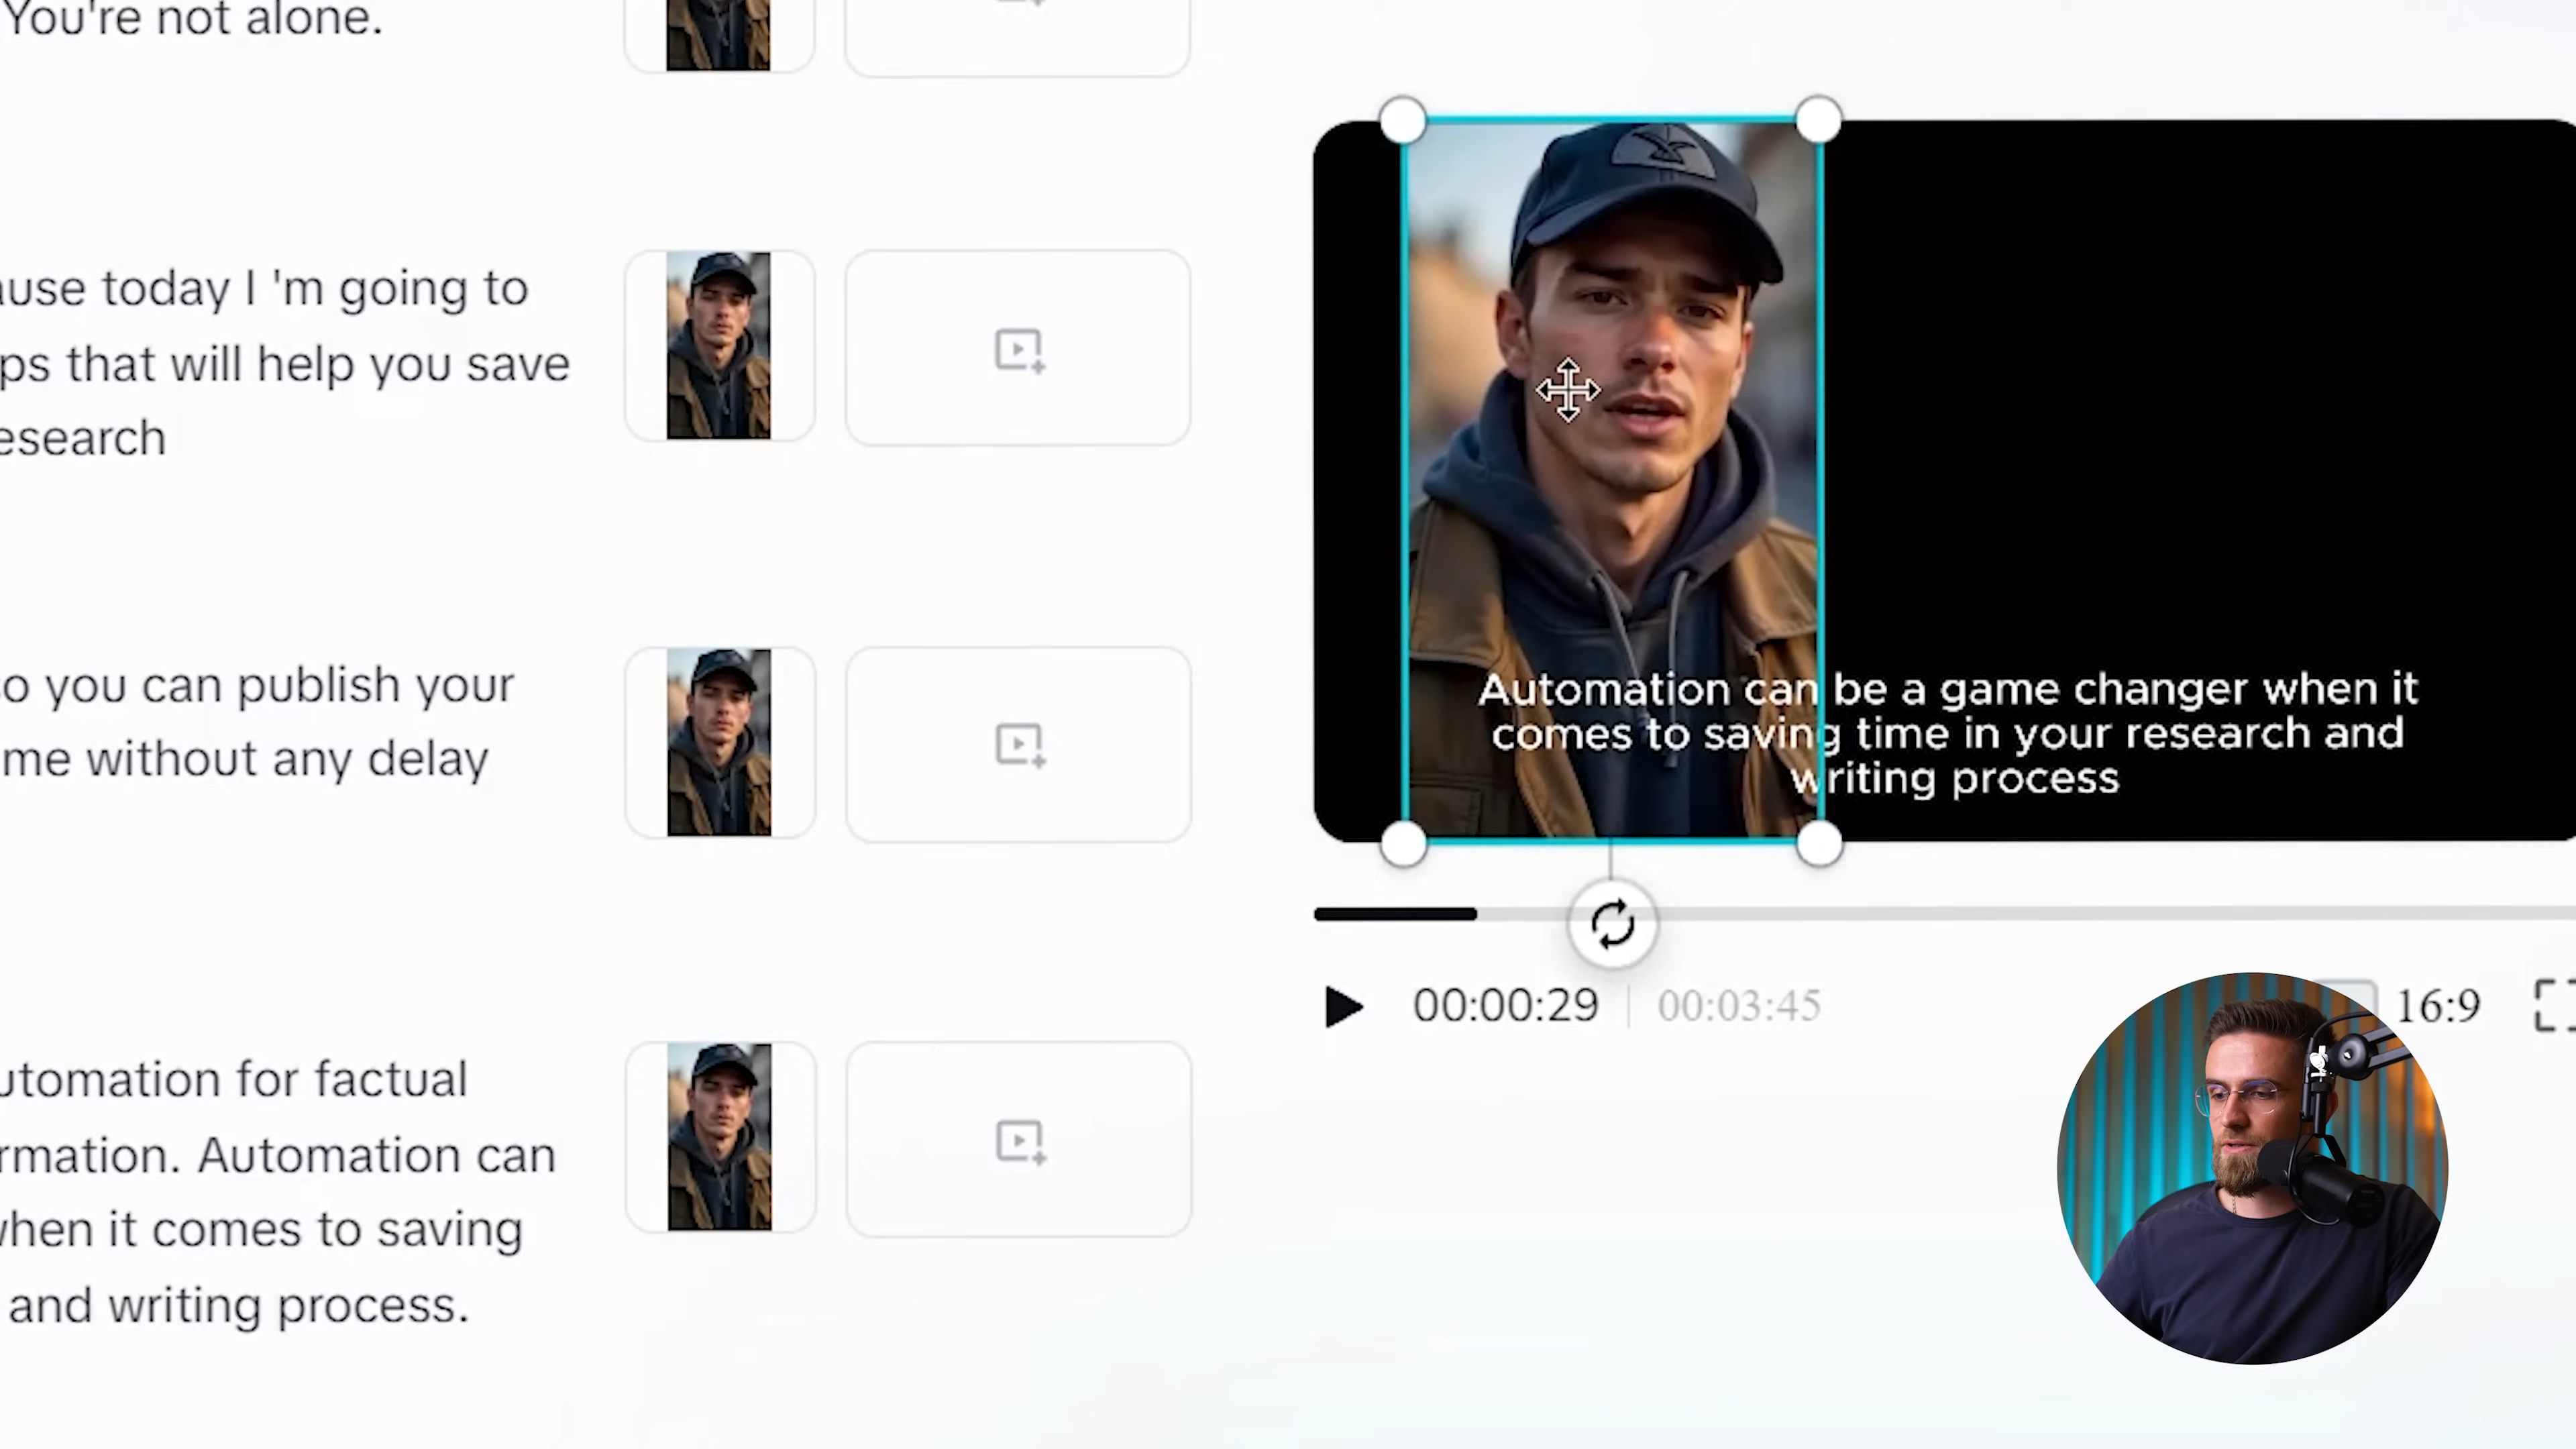 You're not alone.
ause today I 'm going to
ps that will help you save
esearch
o you can publish your
me without any delay
utomation for factual
rmation. Automation can
when it comes to saving
and writing process.
Automation can be a game changer when it
comes to saving time in your research and
writing process
00:00:29 | 00:03:45
16:9